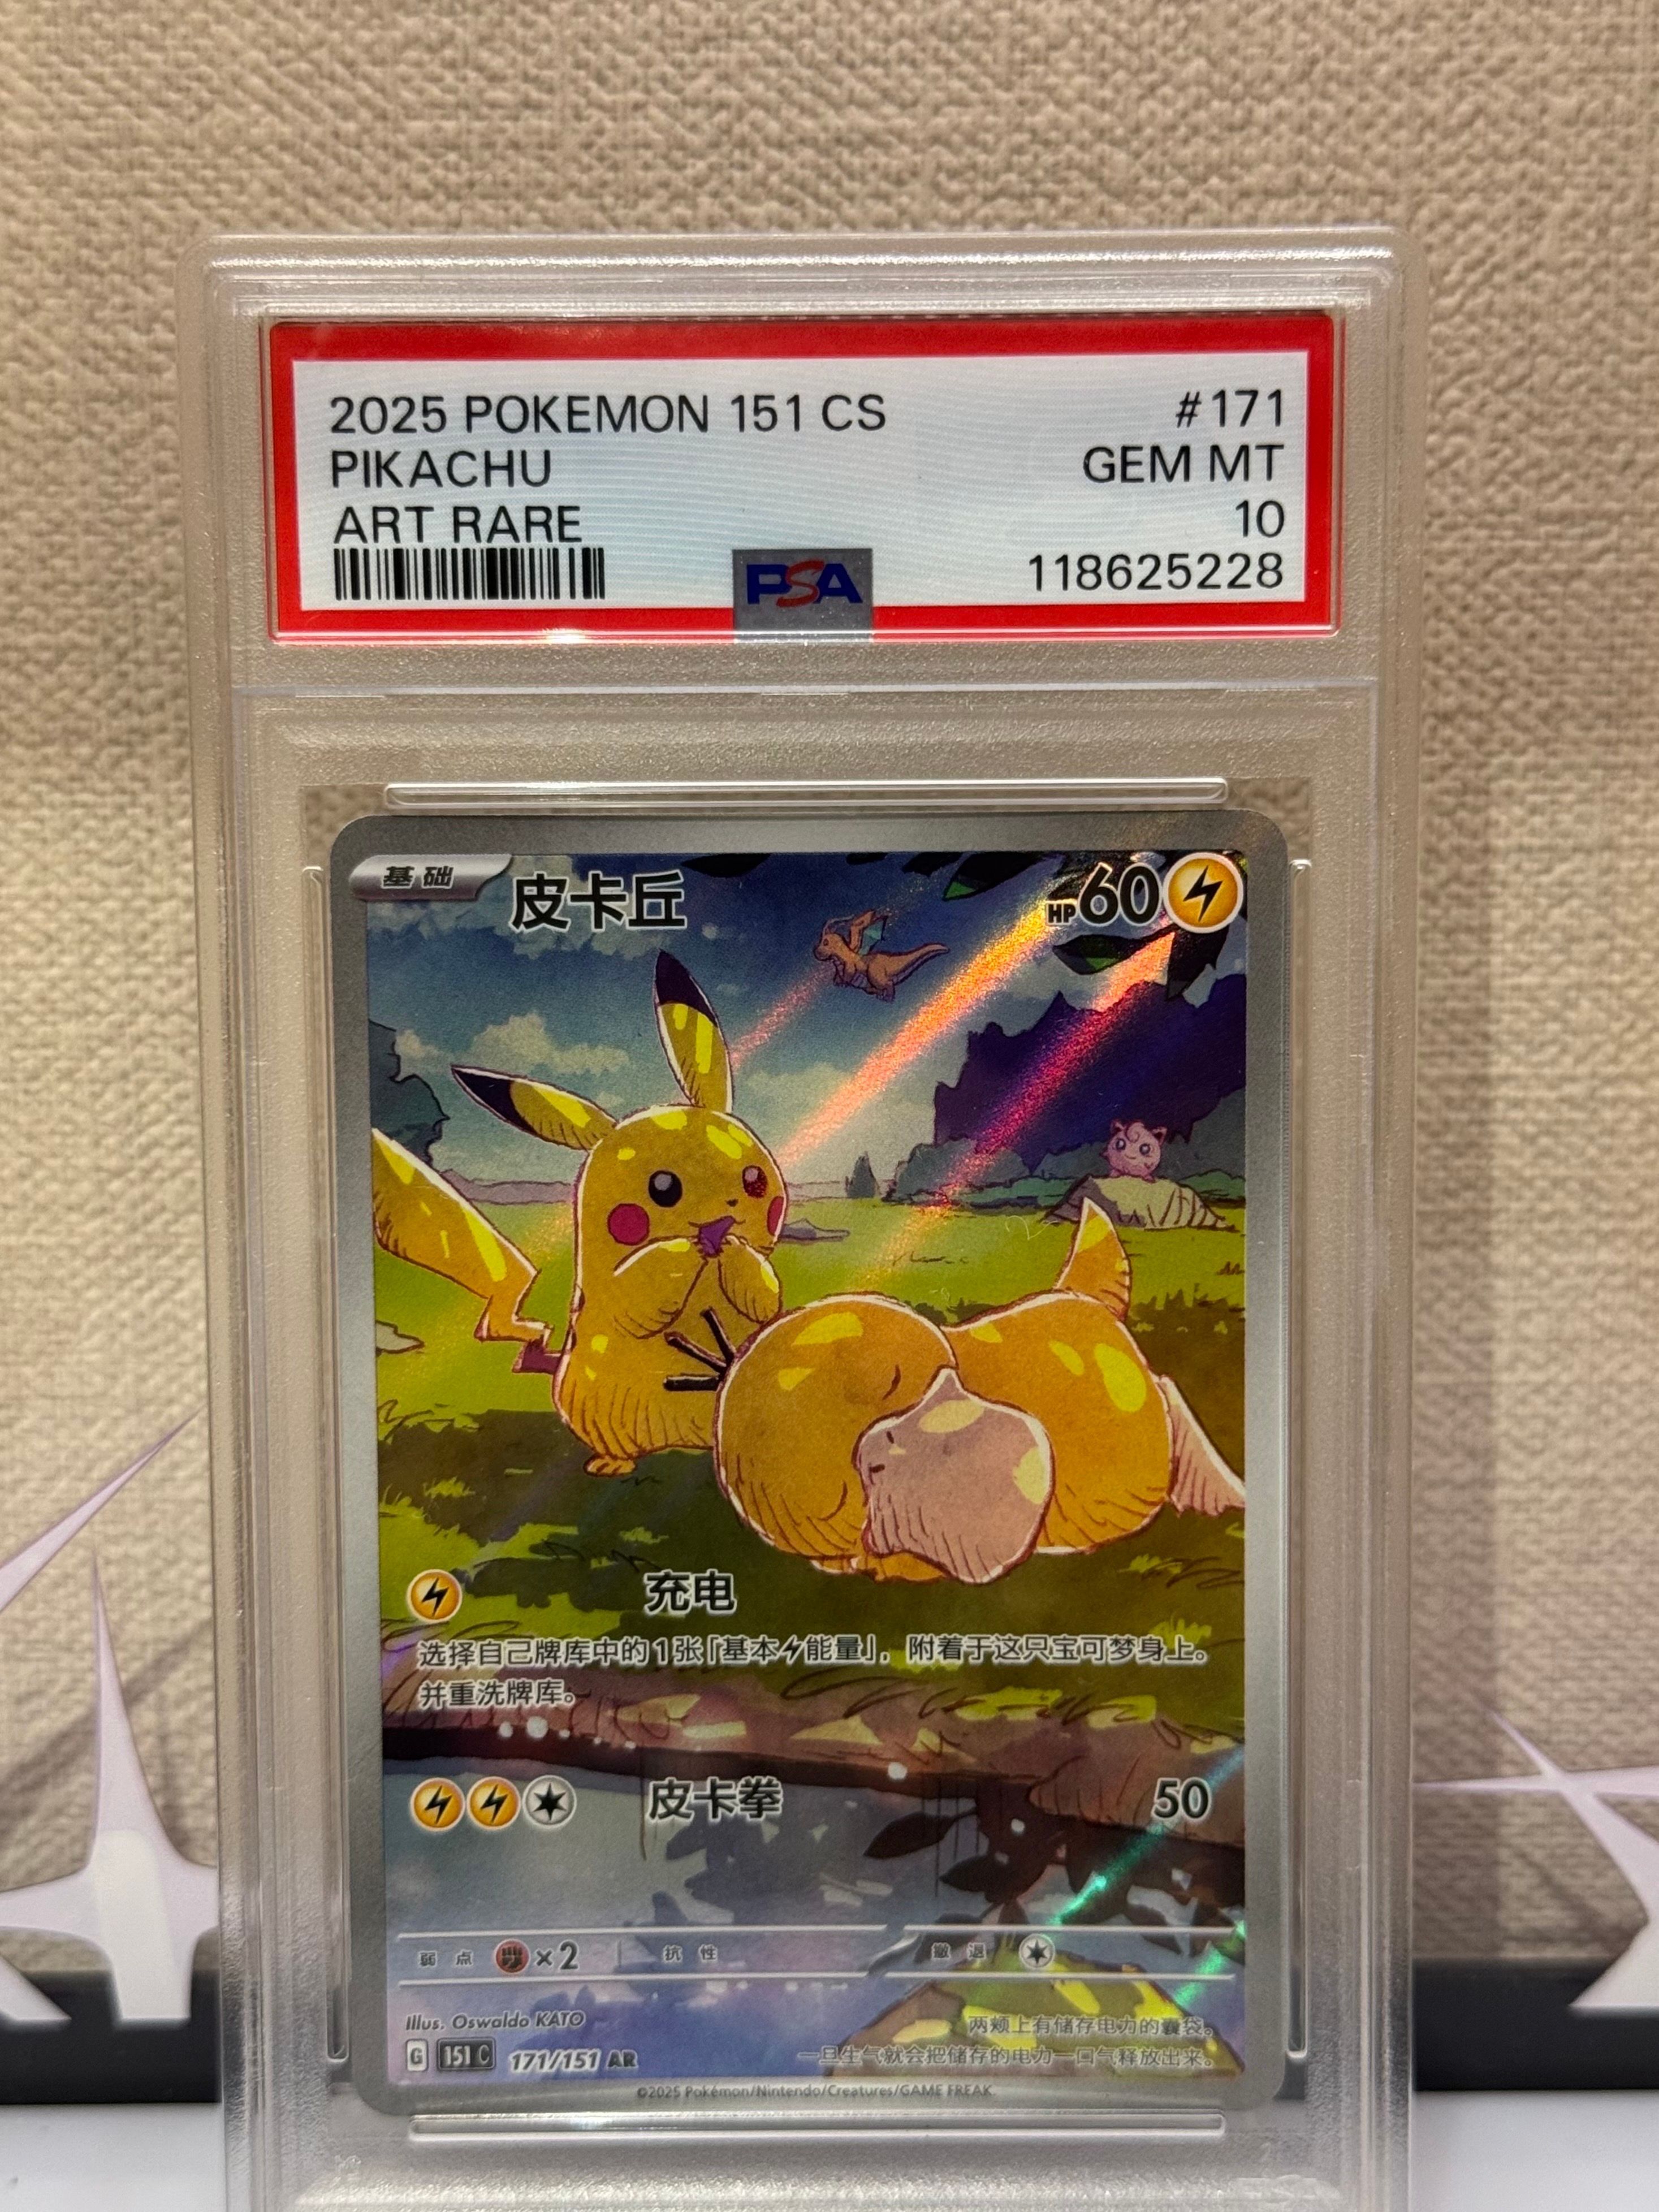 2025 POKEMON 151 CS #171
PIKACHU GEM MT
ART RARE 10
PSA 118625228
基础 皮卡丘 HP 60
充电
选择自己牌库中的1张「基本能量」，附着于这只宝可梦身上。
并重洗牌库。
皮卡拳 50
弱点 ×2 抗性 撤退
Illus. Oswaldo KATO
两颊上有储存电力的囊袋。
一旦生气就会把储存的电力一口气释放出来。
G 151 C 171/151 AR
©2025 Pokémon/Nintendo/Creatures/GAME FREAK.